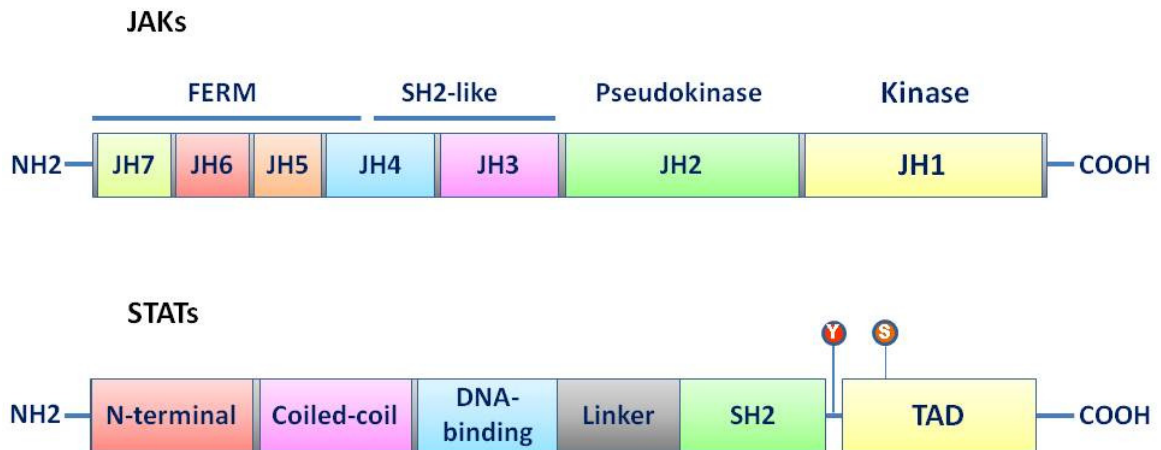 JAKs
FERM SH2-like Pseudokinase Kinase
NH2 JH7 JH6 JH5 JH4 JH3 JH2 JH1 COOH
STATs
Y S
NH2 N-terminal Coiled-coil DNA-binding Linker SH2 TAD COOH